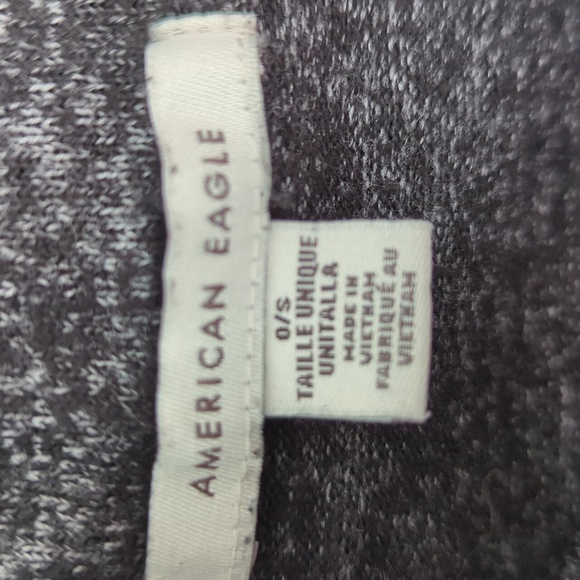 AMERICAN EAGLE
O/S
TAILLE UNIQUE
UNITALLA
MADE IN
VIETNAM
FABRIQUÉ AU
VIETNAM